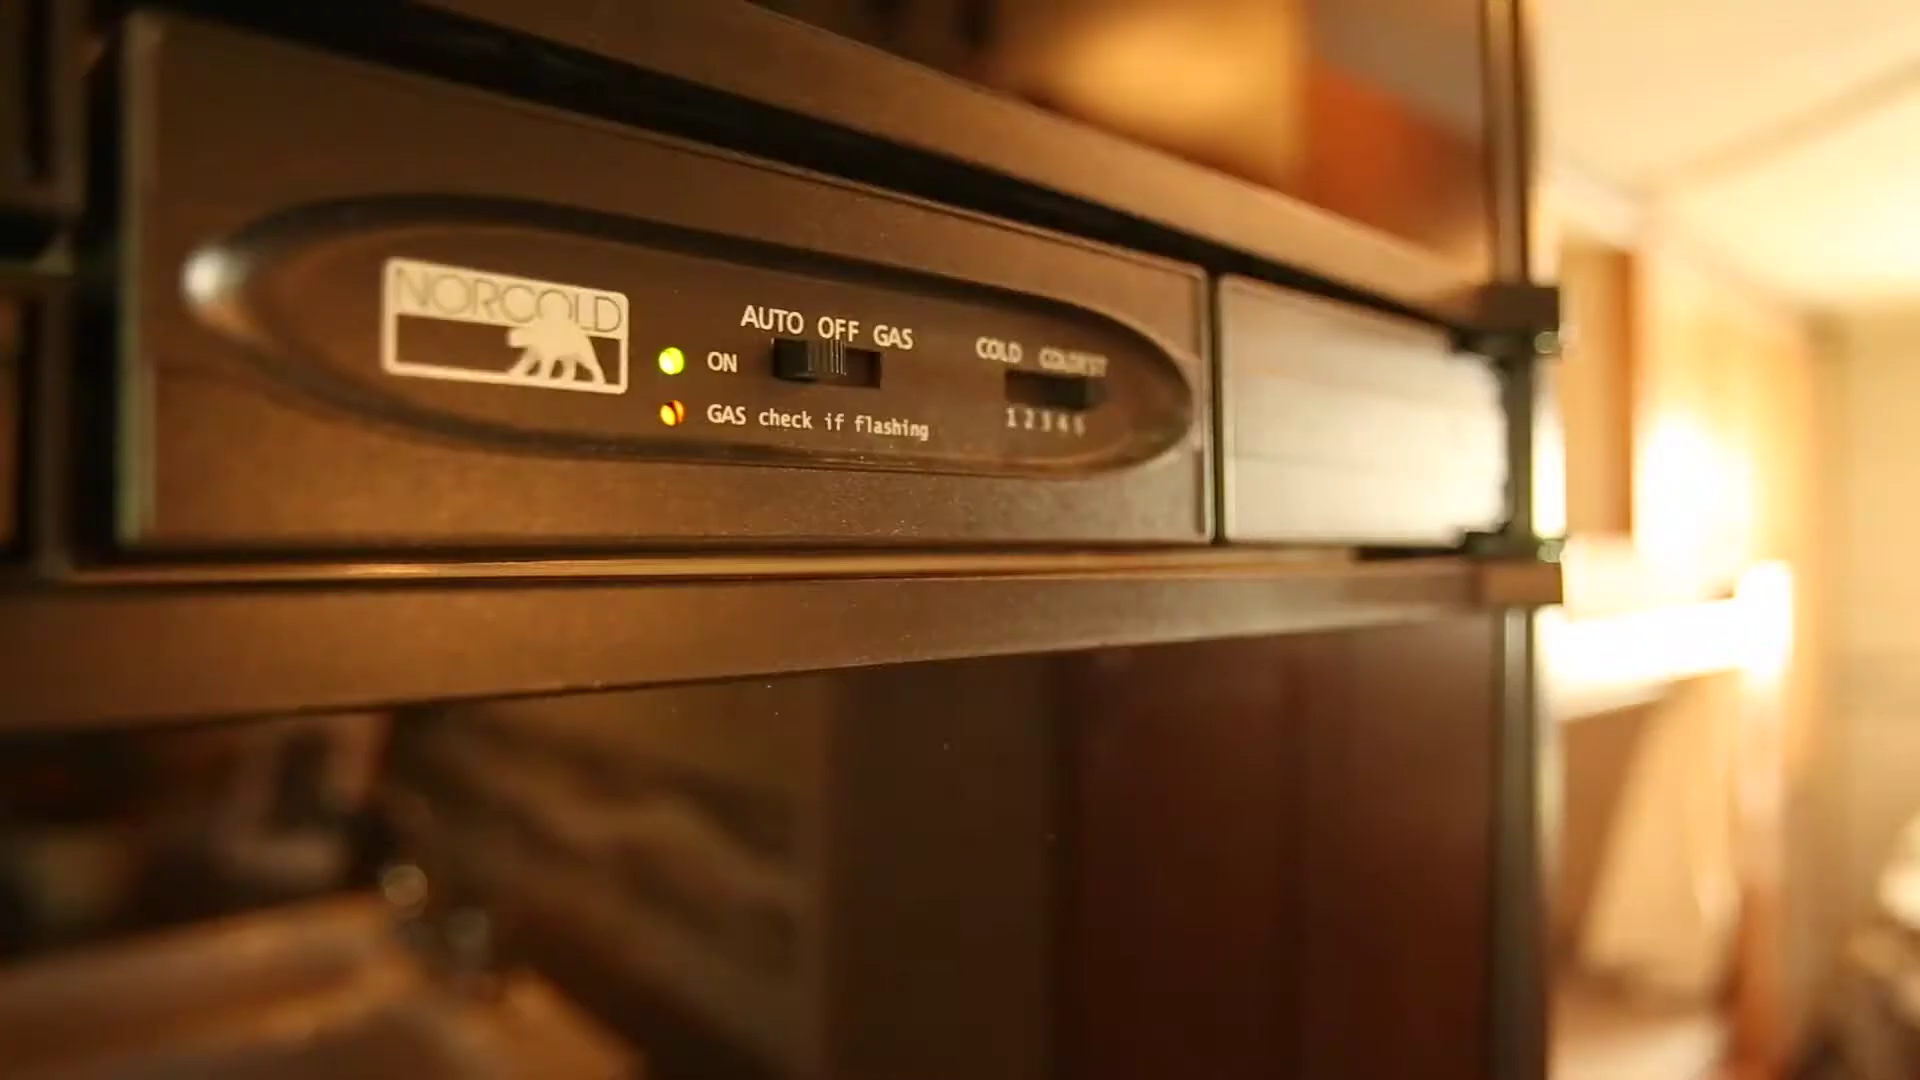 NORCOLD
AUTO OFF GAS
ON
GAS check if flashing
COLD COLDEST
1 2 3 4 5